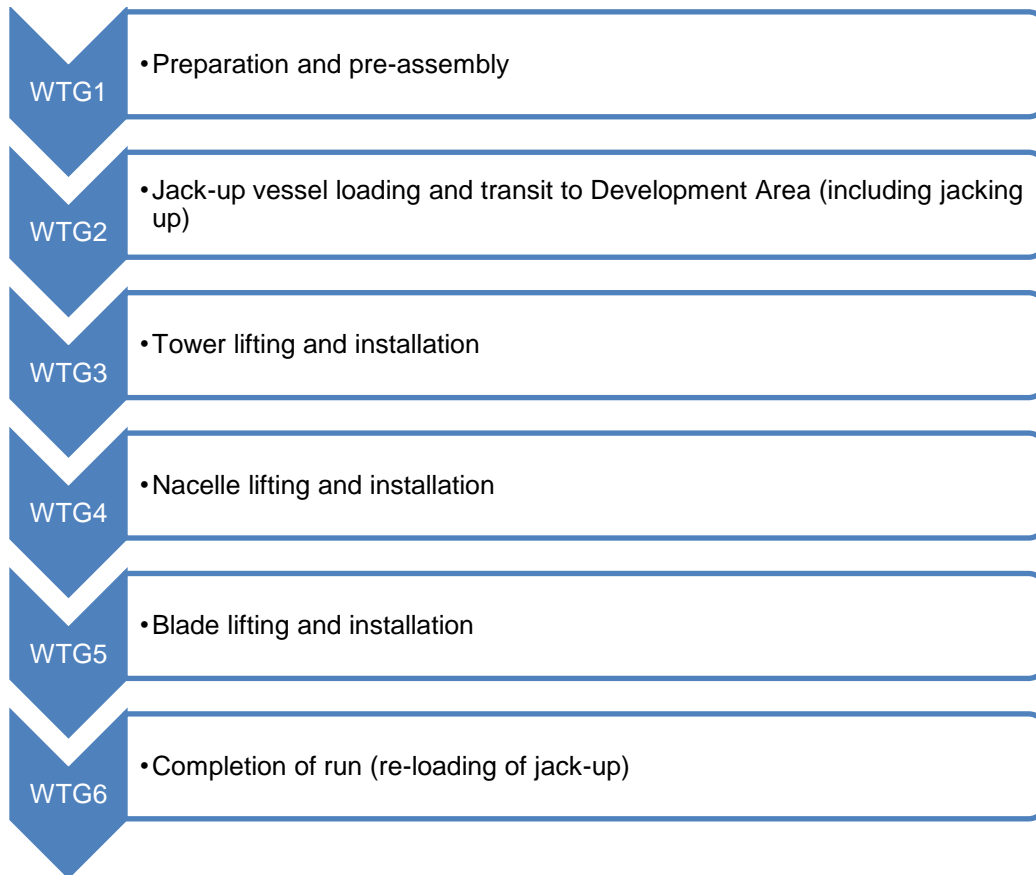 WTG1
•Preparation and pre-assembly
WTG2
•Jack-up vessel loading and transit to Development Area (including jacking
up)
WTG3
•Tower lifting and installation
WTG4
•Nacelle lifting and installation
WTG5
•Blade lifting and installation
WTG6
•Completion of run (re-loading of jack-up)